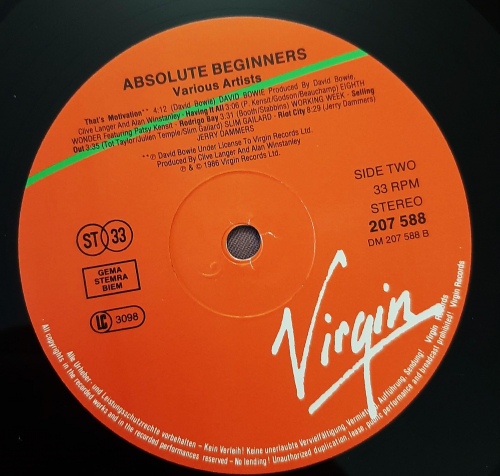 ABSOLUTE BEGINNERS
Various Artists
That's Motivation** 4:12 (David Bowie) DAVID BOWIE Produced By David Bowie,
Clive Langer And Alan Winstanley - Having It All 3:06 (P. Kensit/Godson/Beauchamp) EIGHTH
WONDER Featuring Patsy Kensit - Rodrigo Bay 3:31 (Booth/Stabbins) WORKING WEEK - Selling
Out 3:35 (Tot Taylor/Julien Temple/Slim Gailard) SLIM GAILARD - Riot City 8:29 (Jerry Dammers)
JERRY DAMMERS
**℗ David Bowie Under License To Virgin Records Ltd.
Produced By Clive Langer And Alan Winstanley
℗ & © 1986 Virgin Records Ltd.
SIDE TWO
33 RPM
STEREO
207 588
DM 207 588 B
ST 33
GEMA
STEMRA
BIEM
LC 3098
Virgin
Alle Urheber- und Leistungsschutzrechte vorbehalten – Kein Verleih! Keine unerlaubte Vervielfältigung, Vermietung, Aufführung, Sendung! Virgin Records
All copyrights in the recorded works and in the recorded performances reserved – No lending! Unauthorized duplication, lease, public performance and broadcast prohibited! Virgin Records